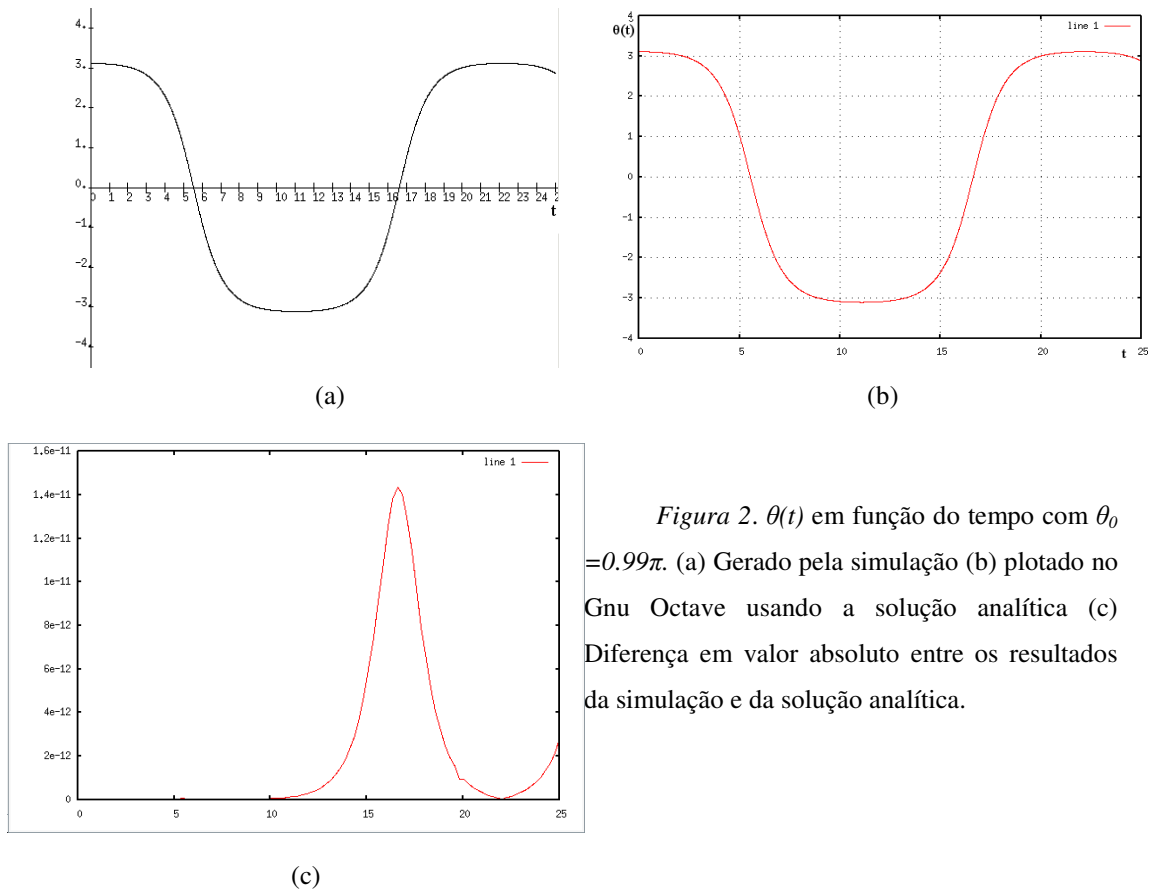 4.
3.
2.
1
0.
-1
-2
-3
-4
0 1 2 3 4 5 6 7 8 9 10 11 12 13 14 15 16 17 18 19 20 21 22 23 24 2
t
(a)
4
θ(t)
3
2
1
0
-1
-2
-3
-4
0 5 10 15 20 25
t
line 1
(b)
1.6e-11
1.4e-11
1.2e-11
1e-11
8e-12
6e-12
4e-12
2e-12
0
0 5 10 15 20 25
line 1
(c)
Figura 2. θ(t) em função do tempo com θ0
=0.99π. (a) Gerado pela simulação (b) plotado no
Gnu Octave usando a solução analítica (c)
Diferença em valor absoluto entre os resultados
da simulação e da solução analítica.